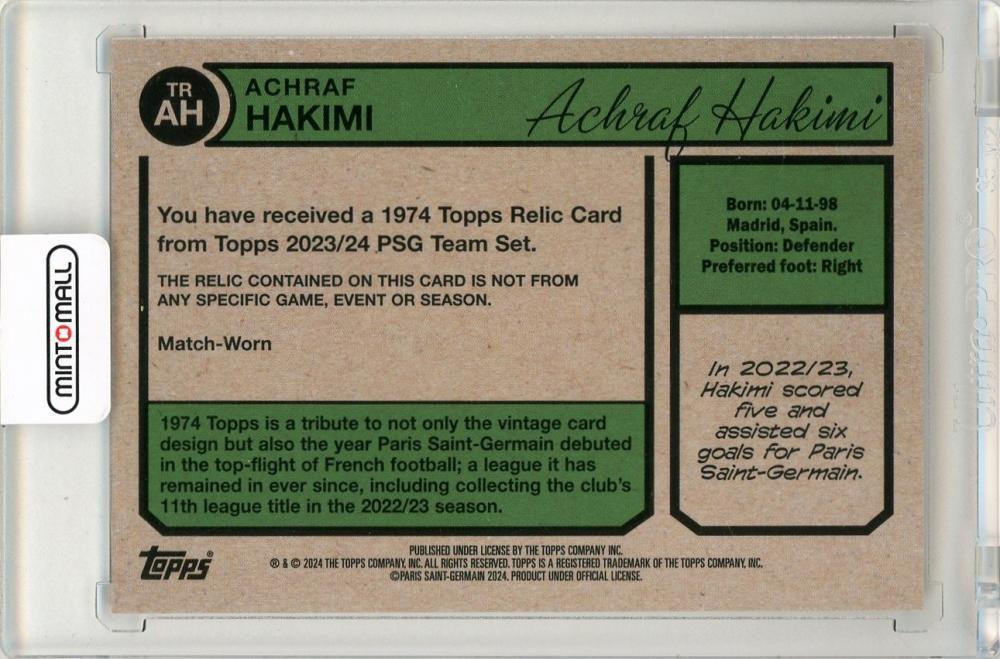 TR
AH
ACHRAF
HAKIMI
Achraf Hakimi
You have received a 1974 Topps Relic Card
from Topps 2023/24 PSG Team Set.
THE RELIC CONTAINED ON THIS CARD IS NOT FROM
ANY SPECIFIC GAME, EVENT OR SEASON.
Match-Worn
1974 Topps is a tribute to not only the vintage card
design but also the year Paris Saint-Germain debuted
in the top-flight of French football; a league it has
remained in ever since, including collecting the club's
11th league title in the 2022/23 season.
Born: 04-11-98
Madrid, Spain.
Position: Defender
Preferred foot: Right
In 2022/23,
Hakimi scored
five and
assisted six
goals for Paris
Saint-Germain.
Topps®
PUBLISHED UNDER LICENSE BY THE TOPPS COMPANY INC.
® & © 2024 THE TOPPS COMPANY, INC. ALL RIGHTS RESERVED. TOPPS IS A REGISTERED TRADEMARK OF THE TOPPS COMPANY, INC.
©PARIS SAINT-GERMAIN 2024. PRODUCT UNDER OFFICIAL LICENSE.
MINTMALL